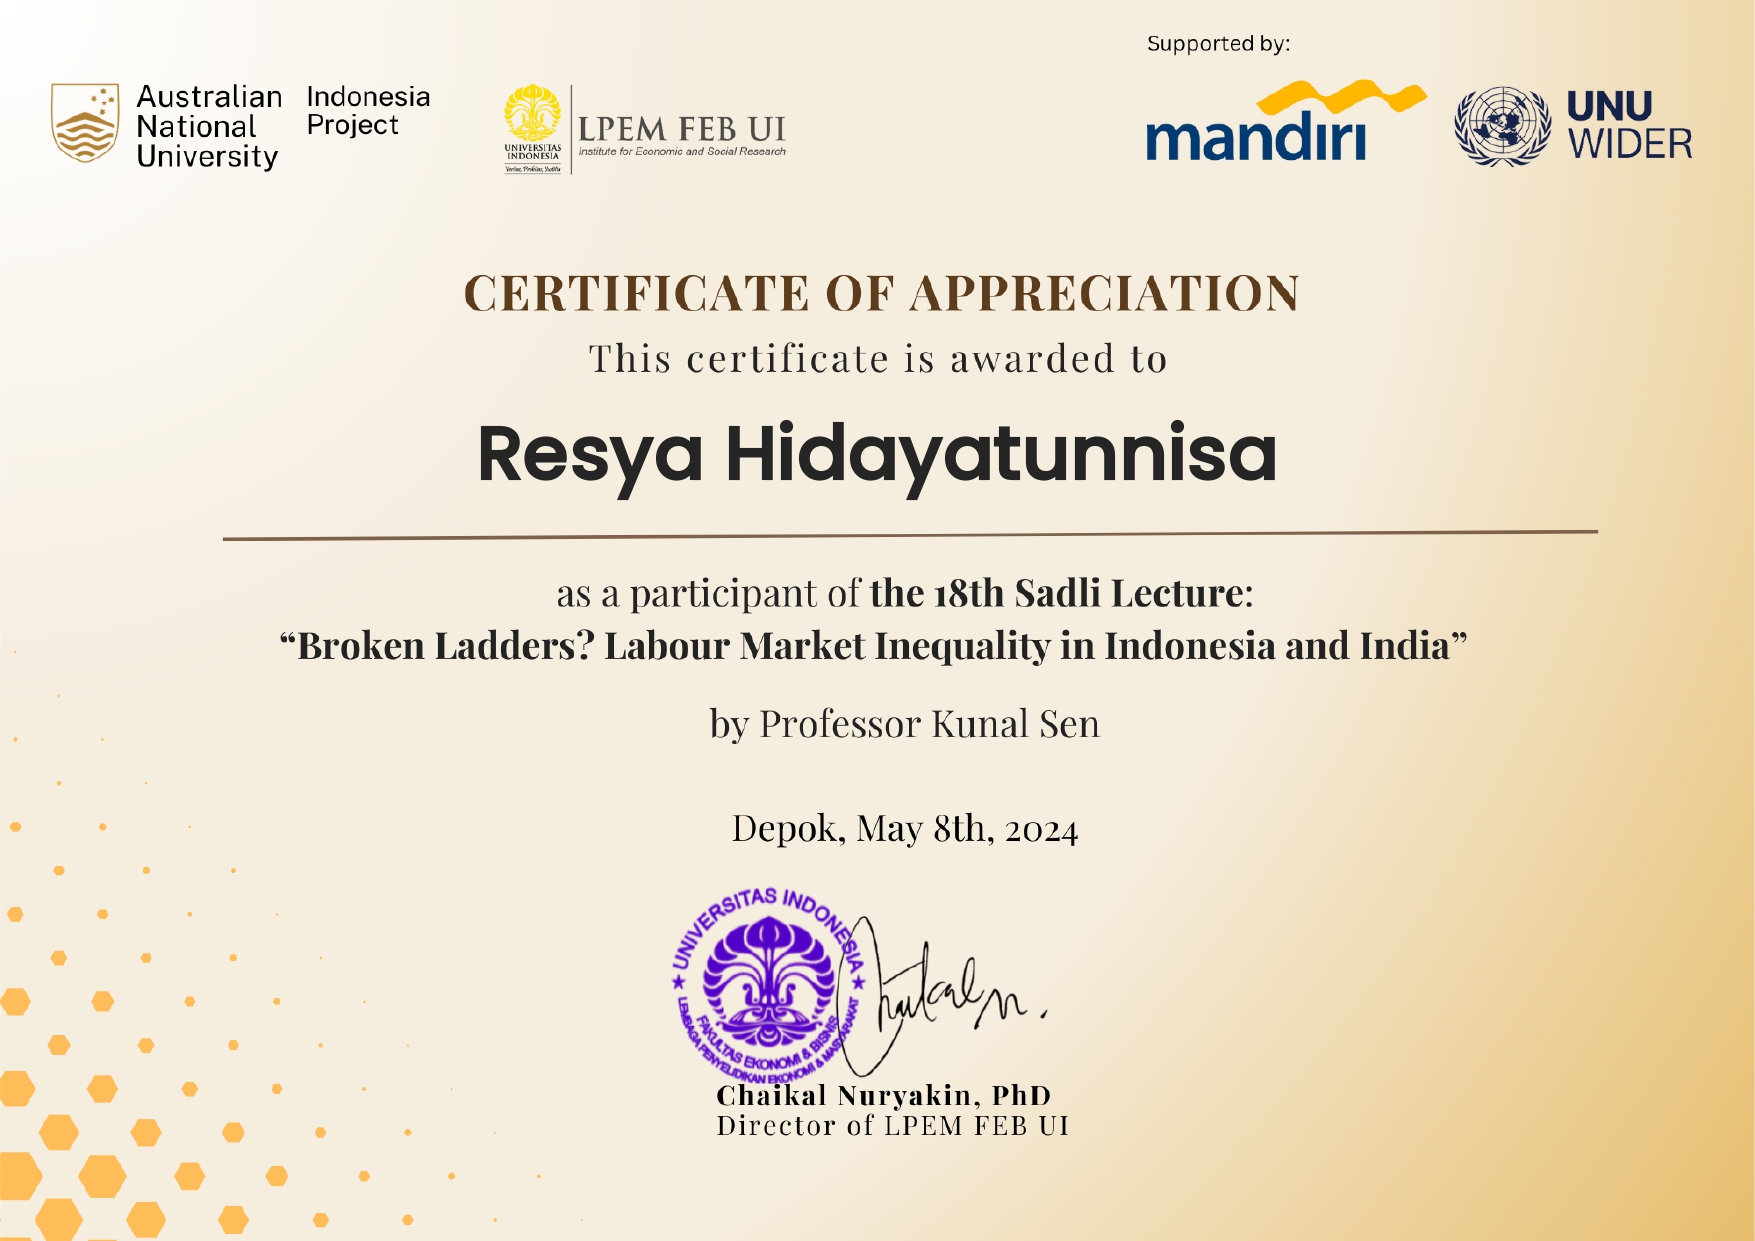 Supported by:
Australian
National
University
Indonesia
Project
UNIVERSITAS
INDONESIA
Veritas, Probitas, Iustitia
LPEM FEB UI
Institute for Economic and Social Research
mandırı
UNU
WIDER
CERTIFICATE OF APPRECIATION
This certificate is awarded to
Resya Hidayatunnisa
as a participant of the 18th Sadli Lecture:
“Broken Ladders? Labour Market Inequality in Indonesia and India”
by Professor Kunal Sen
Depok, May 8th, 2024
UNIVERSITAS INDONESIA
FAKULTAS EKONOMI & BISNIS
LEMBAGA PENYELIDIKAN EKONOMI & MASYARAKAT
Chaikal Nuryakin, PhD
Director of LPEM FEB UI